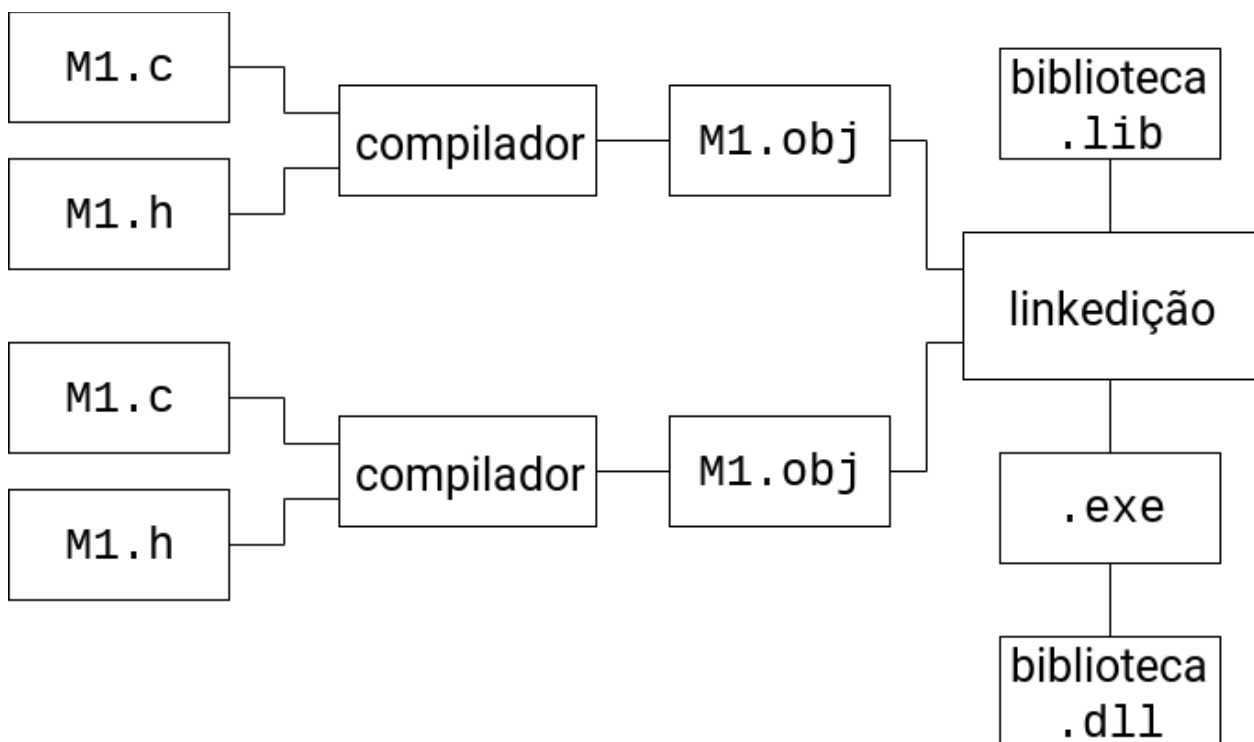 M1.c
M1.h
compilador
M1.obj
biblioteca
.lib
linkedição
M1.c
M1.h
compilador
M1.obj
.exe
biblioteca
.dll